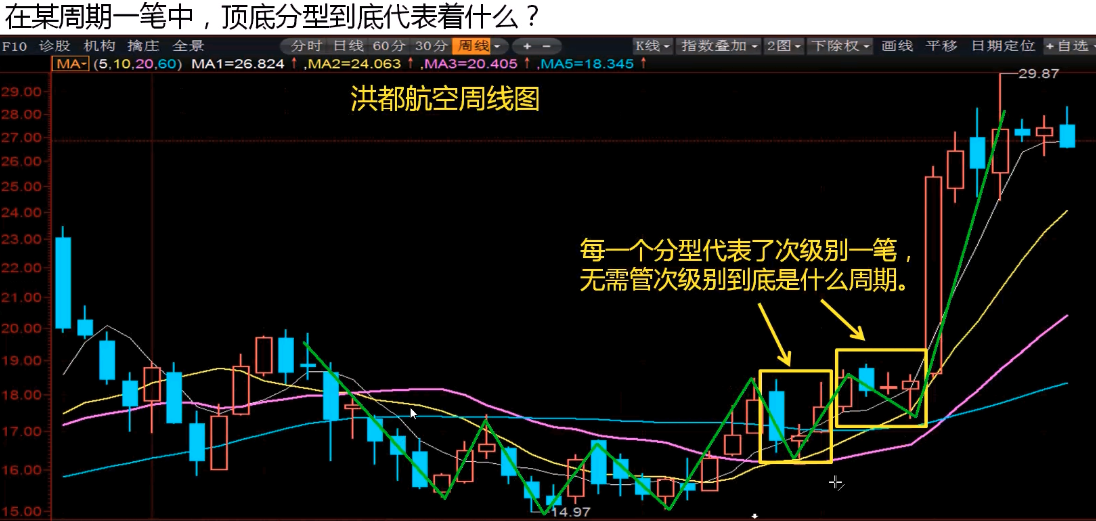 在某周期一笔中，顶底分型到底代表着什么？
F10 诊股 机构 擒庄 全景 分时 日线 60分 30分 周线 + - K线 指数叠加 2图 下除权 画线 平移 日期定位 +自选
MA (5,10,20,60) MA1=26.824↑,MA2=24.063↑,MA3=20.405↑,MA5=18.345↑
29.87
洪都航空周线图
29.00
28.00
27.00
26.00
25.00
24.00
23.00
每一个分型代表了次级别一笔，
无需管次级别到底是什么周期。
22.00
21.00
20.00
19.00
18.00
17.00
16.00
15.00
14.97